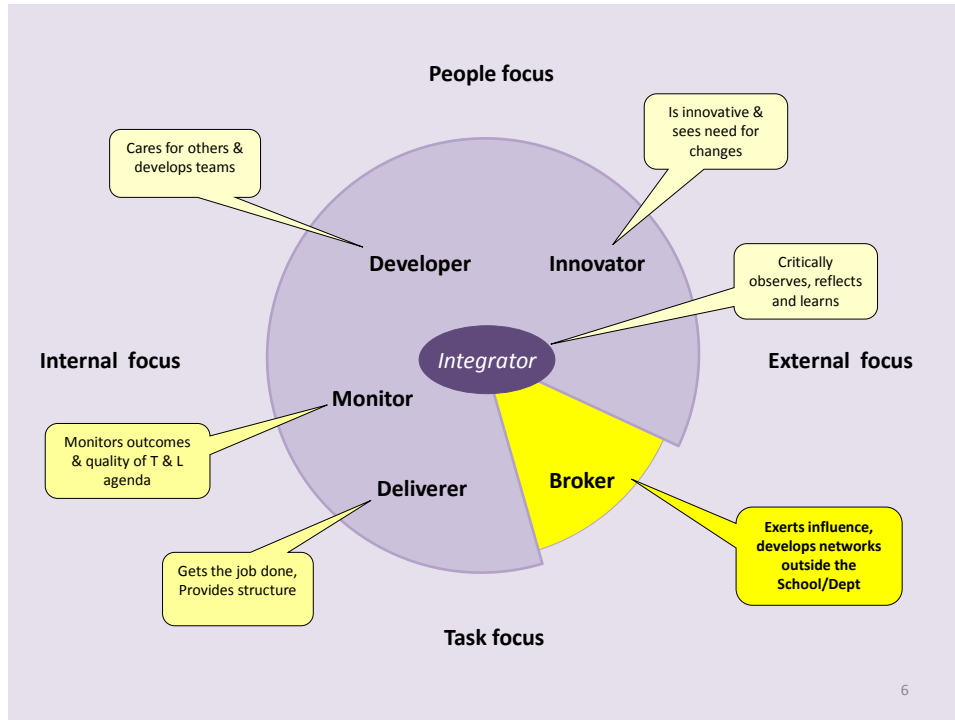 People focus
Is innovative &
sees need for
changes
Cares for others &
develops teams
Developer
Innovator
Critically
observes, reflects
and learns
Internal  focus
Integrator
External focus
Monitor
Monitors outcomes
& quality of T & L
agenda
Deliverer
Broker
Exerts influence,
develops networks
outside the
School/Dept
Gets the job done,
Provides structure
Task focus
6